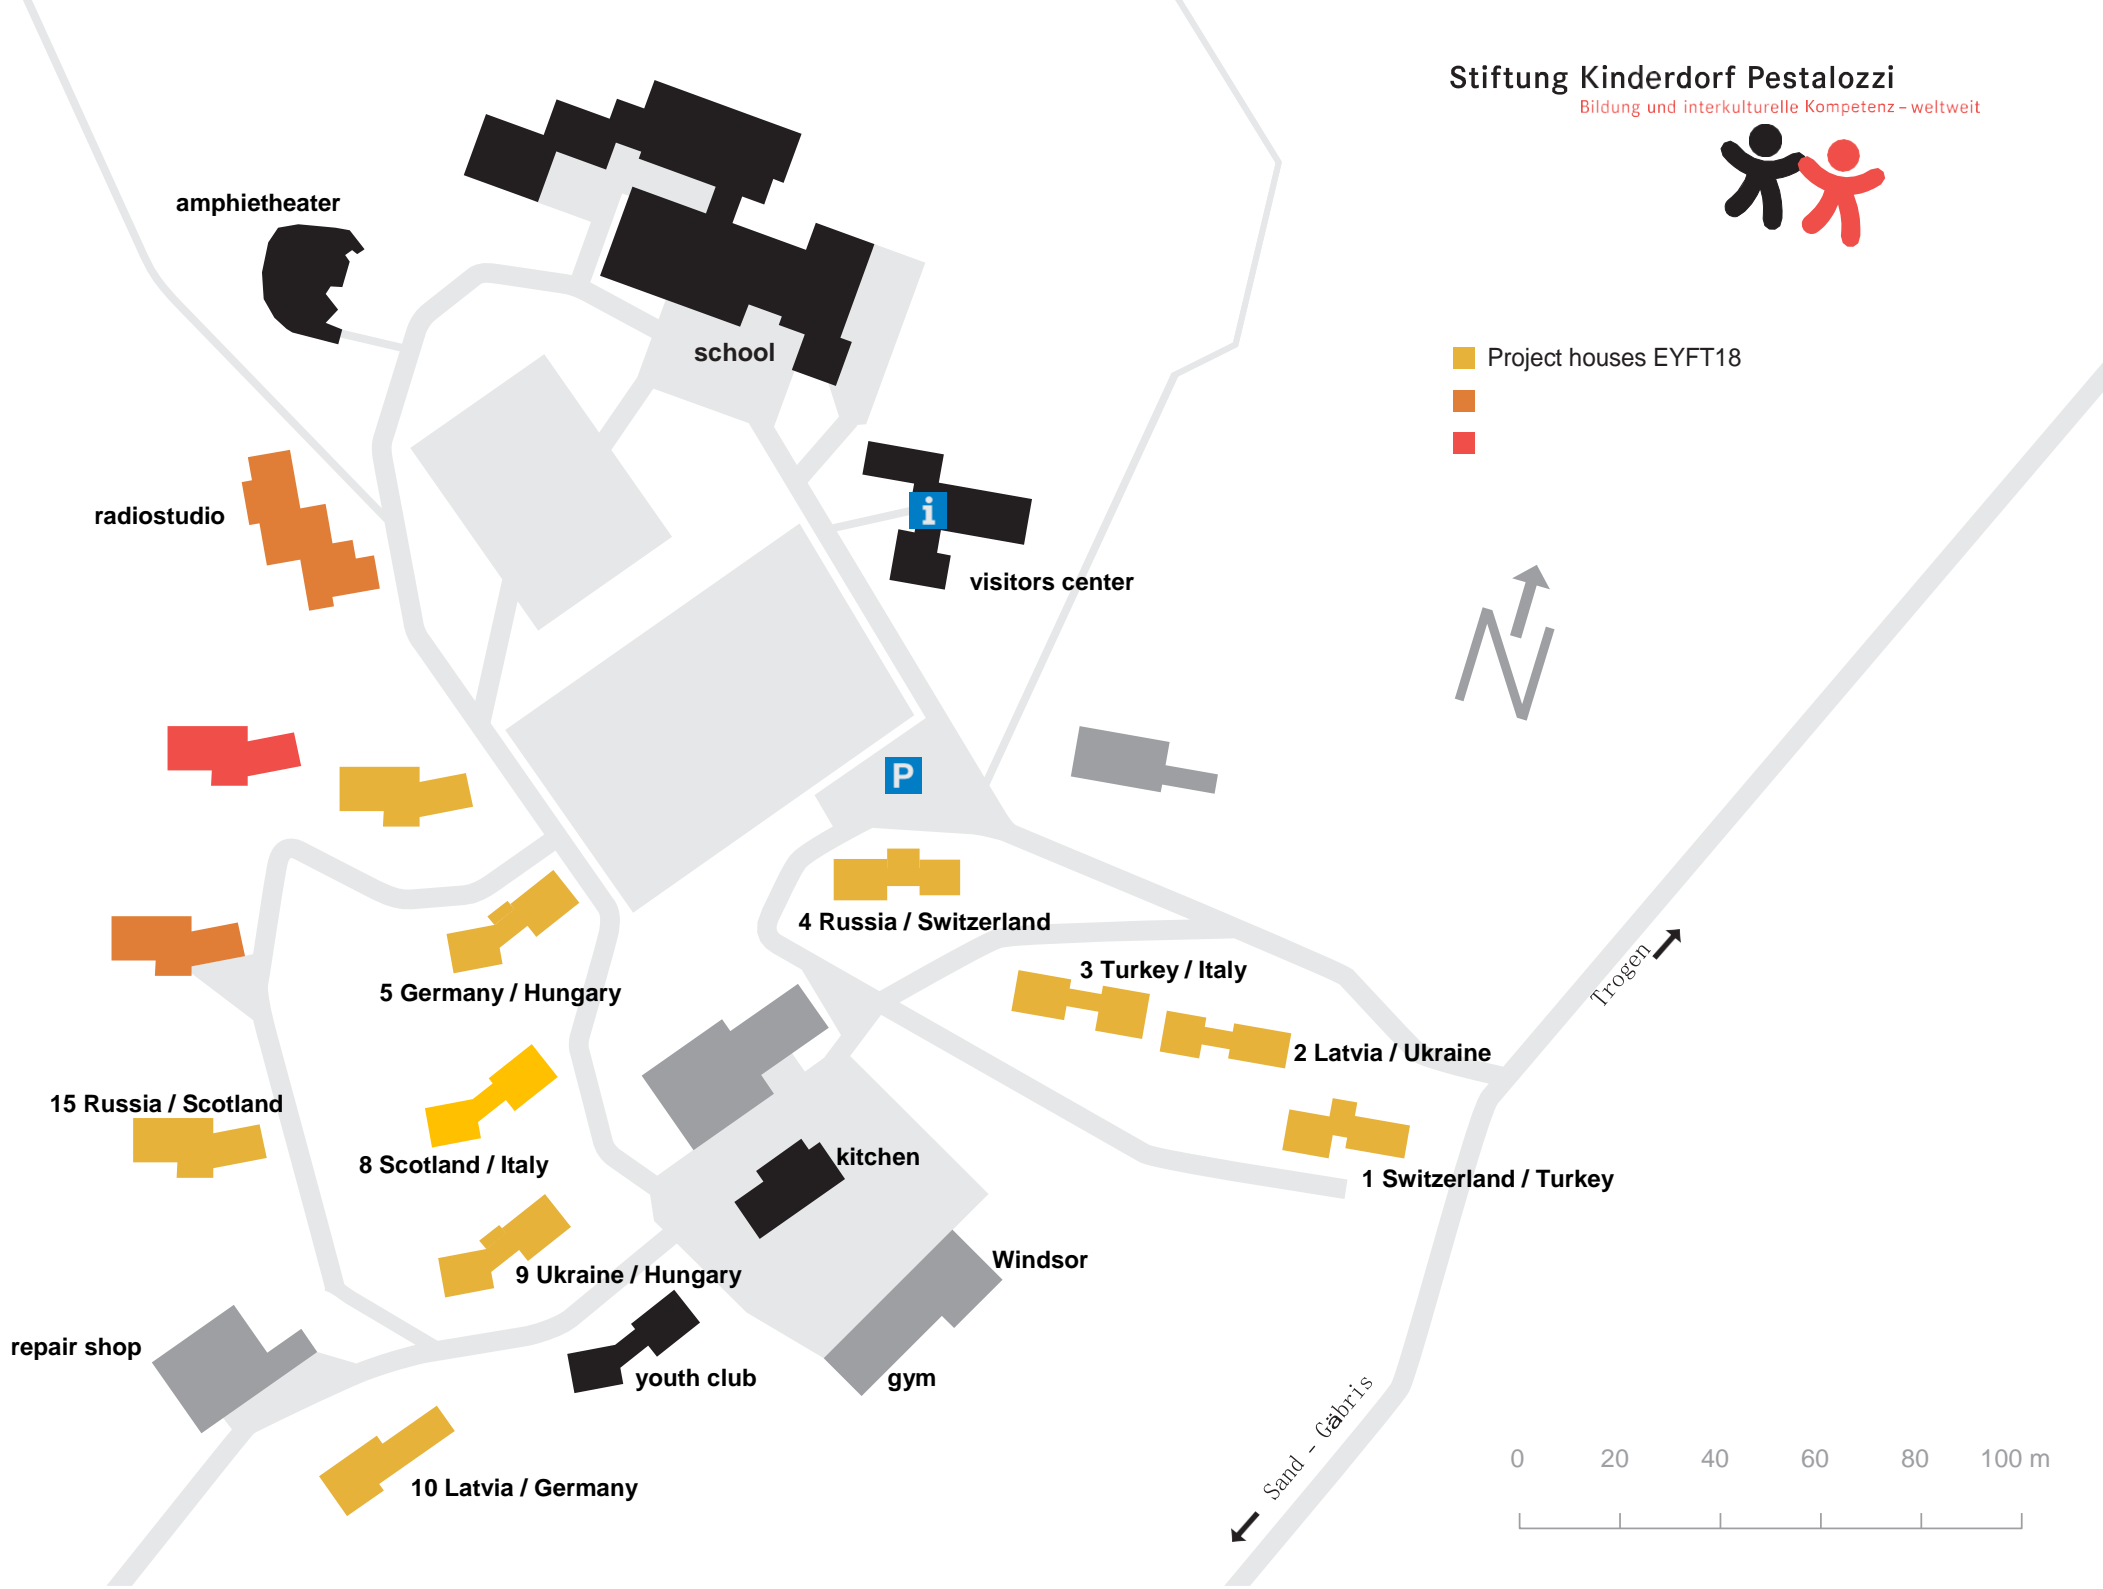 Stiftung Kinderdorf Pestalozzi
Bildung und interkulturelle Kompetenz – weltweit
amphietheater
school
Project houses EYFT18
radiostudio
i
visitors center
N
P
4 Russia / Switzerland
3 Turkey / Italy
Trogen
5 Germany / Hungary
2 Latvia / Ukraine
15 Russia / Scotland
8 Scotland / Italy
kitchen
1 Switzerland / Turkey
9 Ukraine / Hungary
Windsor
repair shop
youth club
gym
Sand - Gäbris
10 Latvia / Germany
0 20 40 60 80 100 m